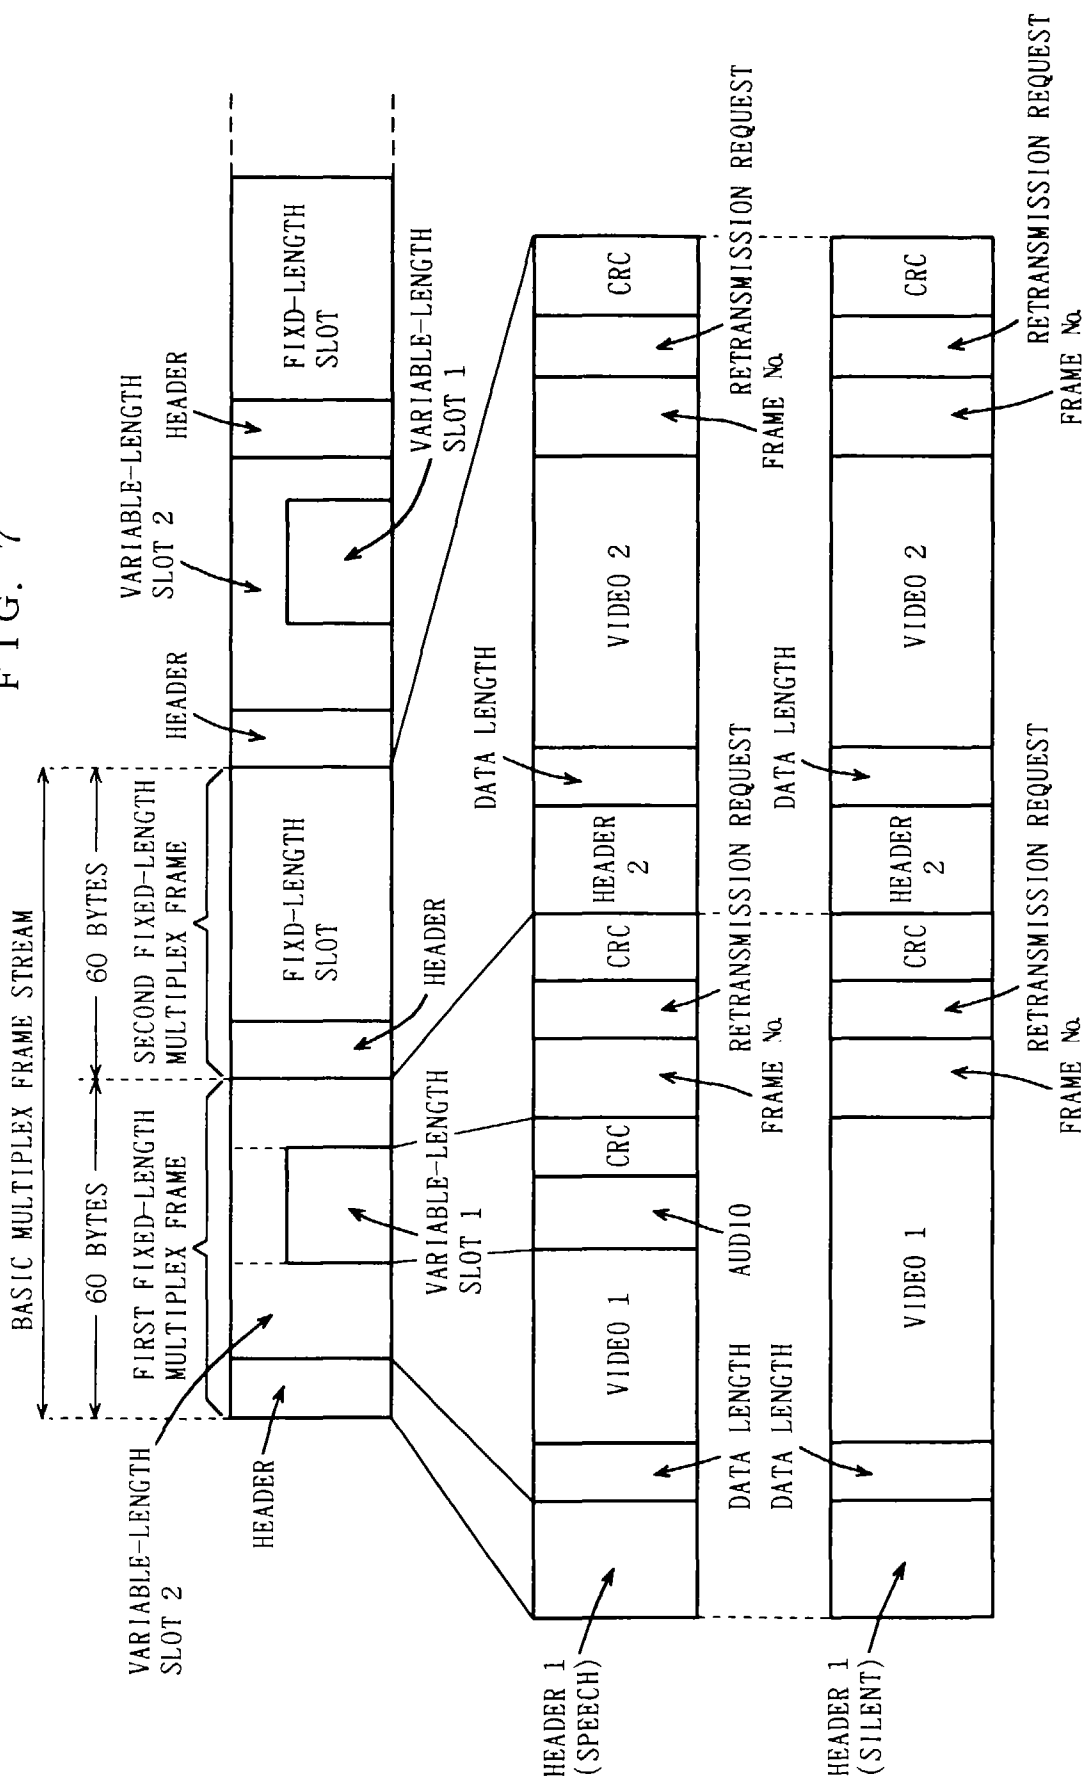 FIG. 7
BASIC MULTIPLEX FRAME STREAM
60 BYTES
60 BYTES
FIRST FIXED-LENGTH
MULTIPLEX FRAME
SECOND FIXED-LENGTH
MULTIPLEX FRAME
VARIABLE-LENGTH
SLOT 2
HEADER
VARIABLE-LENGTH
SLOT 1
FIXD-LENGTH
SLOT
HEADER
HEADER
VARIABLE-LENGTH
SLOT 2
HEADER
VARIABLE-LENGTH
SLOT 1
FIXD-LENGTH
SLOT
HEADER 1
(SPEECH)
DATA LENGTH
VIDEO 1
AUDIO
CRC
FRAME No.
RETRANSMISSION REQUEST
CRC
HEADER
2
DATA LENGTH
VIDEO 2
FRAME No.
RETRANSMISSION REQUEST
CRC
HEADER 1
(SILENT)
DATA LENGTH
VIDEO 1
FRAME No.
RETRANSMISSION REQUEST
CRC
HEADER
2
DATA LENGTH
VIDEO 2
FRAME No.
RETRANSMISSION REQUEST
CRC